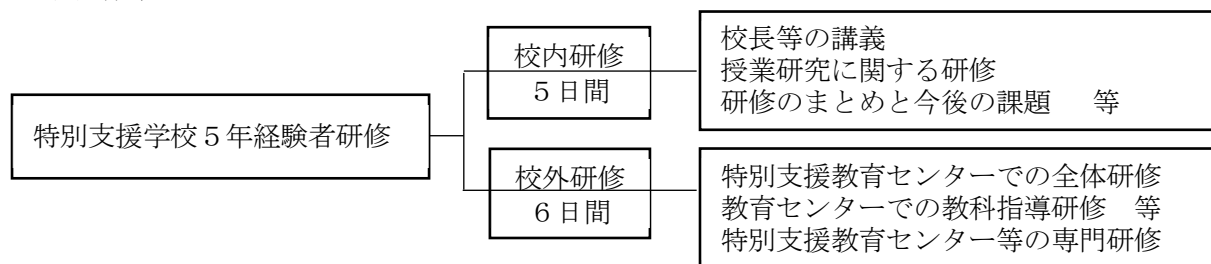 特別支援学校５年経験者研修
校内研修
５日間
校長等の講義
授業研究に関する研修
研修のまとめと今後の課題　等
校外研修
６日間
特別支援教育センターでの全体研修
教育センターでの教科指導研修　等
特別支援教育センター等の専門研修